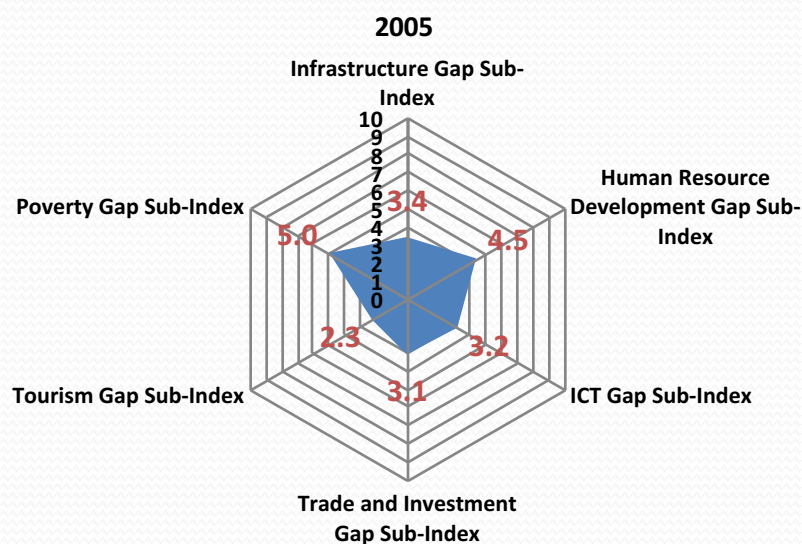 2005
Infrastructure Gap Sub-
Index
10
9
8
7
6
5
4
3
2
1
0
3.4
Human Resource
Development Gap Sub-
Index
4.5
Poverty Gap Sub-Index
5.0
Tourism Gap Sub-Index
2.3
3.2
ICT Gap Sub-Index
3.1
Trade and Investment
Gap Sub-Index